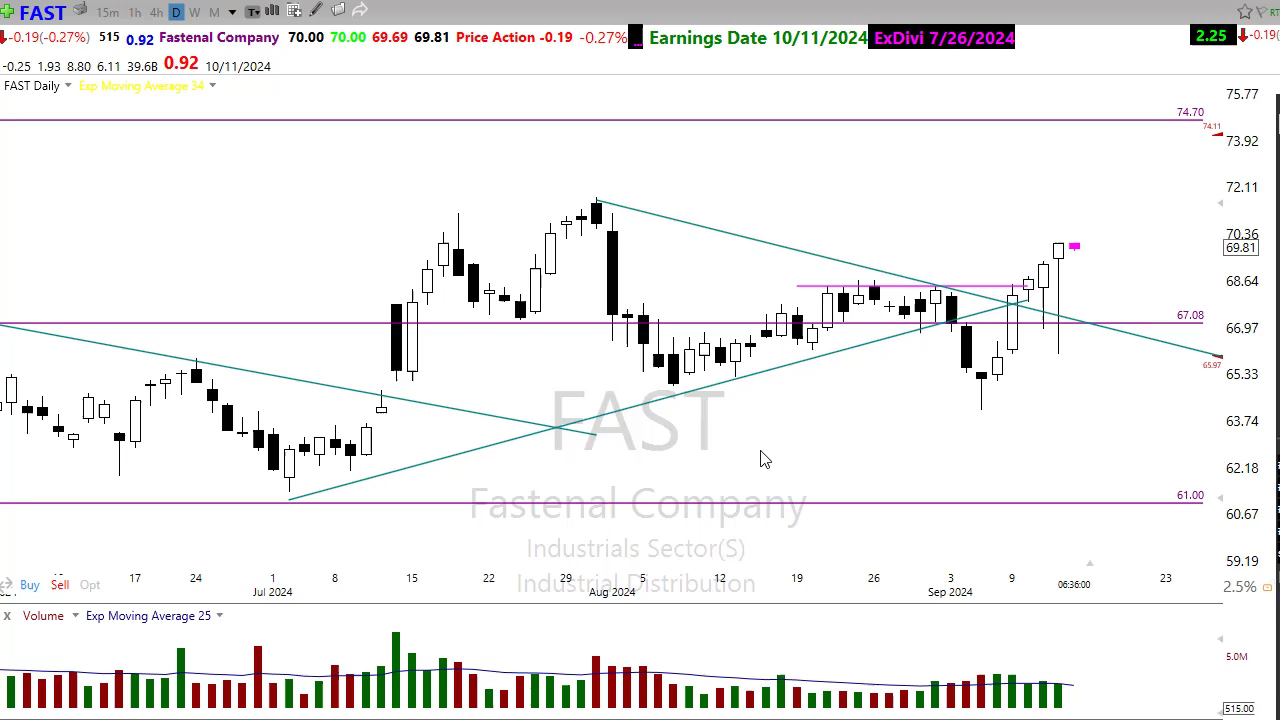 FAST 15m 1h 4h D W M T RT
-0.19(-0.27%) 515 0.92 Fastenal Company 70.00 70.00 69.69 69.81 Price Action -0.19 -0.27% ... Earnings Date 10/11/2024 ExDivi 7/26/2024 2.25 -0.19(
-0.25 1.93 8.80 6.11 39.6B 0.92 10/11/2024
FAST Daily Exp Moving Average 34
75.77
74.70
74.11
73.92
72.11
70.36
69.81
68.64
67.08
66.97
65.97
65.33
FAST
63.74
62.18
Fastenal Company
61.00
60.67
Industrials Sector(S)
59.19
Industrial Distribution
Buy Sell Opt
2.5%
17 24 1 8 15 22 29 5 12 19 26 3 9 06:36:00 23
Jul 2024 Aug 2024 Sep 2024
X Volume Exp Moving Average 25
5.0M
515.00